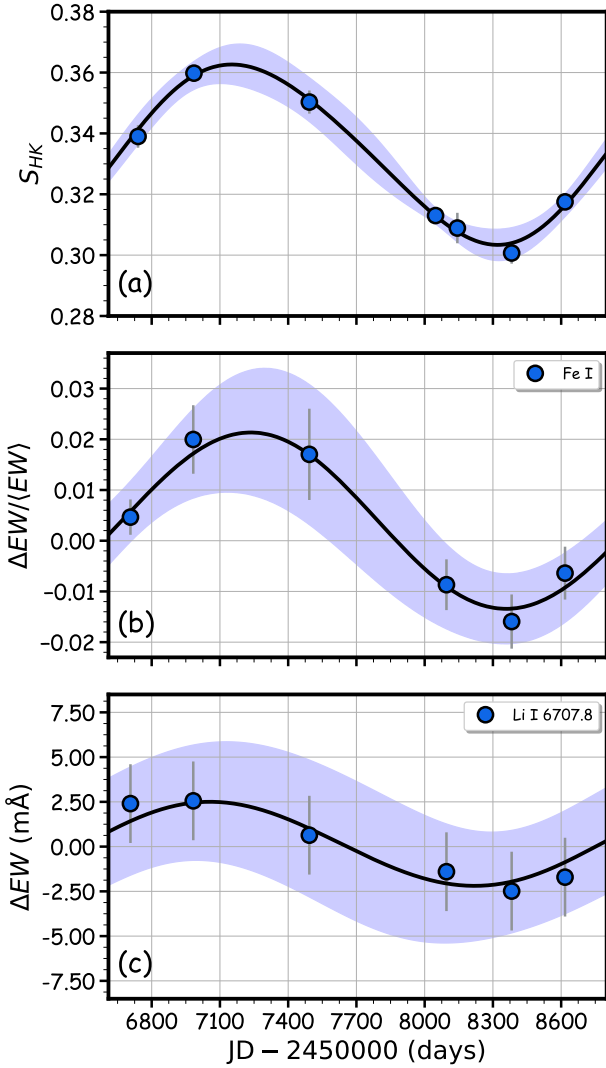 0.38
0.36
0.34
0.32
0.30
0.28
S_HK
(a)
0.03
0.02
0.01
0.00
−0.01
−0.02
ΔEW/⟨EW⟩
Fe I
(b)
7.50
5.00
2.50
0.00
-2.50
-5.00
-7.50
ΔEW (mÅ)
Li I 6707.8
(c)
6800 7100 7400 7700 8000 8300 8600
JD − 2450000 (days)